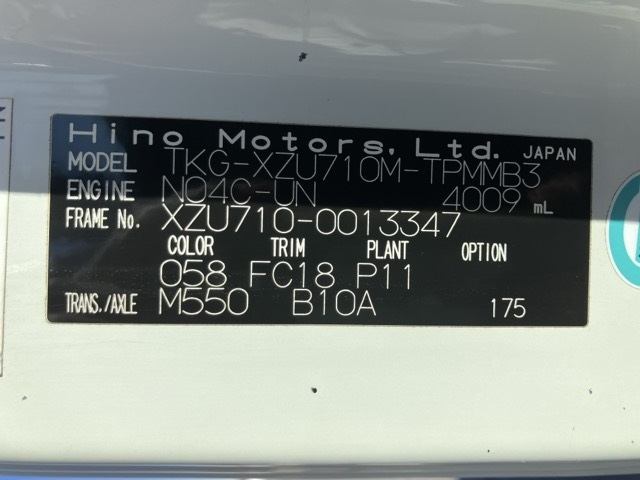 Hino Motors, Ltd. JAPAN
MODEL TKG-XZU710M-TPMMB3
ENGINE N04C-UN 4009 mL
FRAME No. XZU710-0013347
COLOR TRIM PLANT OPTION
058 FC18 P11
TRANS./AXLE M550 B10A 175